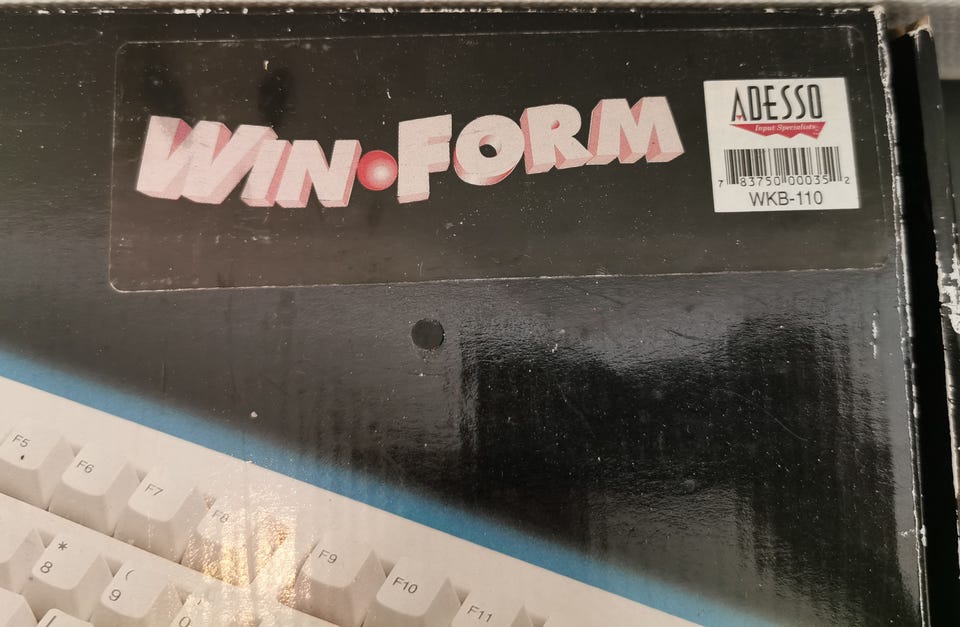 WIN•FORM
ADESSO
Input Specialists
7 83750 00035 2
WKB-110
F5
F6
F7
F8
F9
F10
F11
*
8
(
9
0